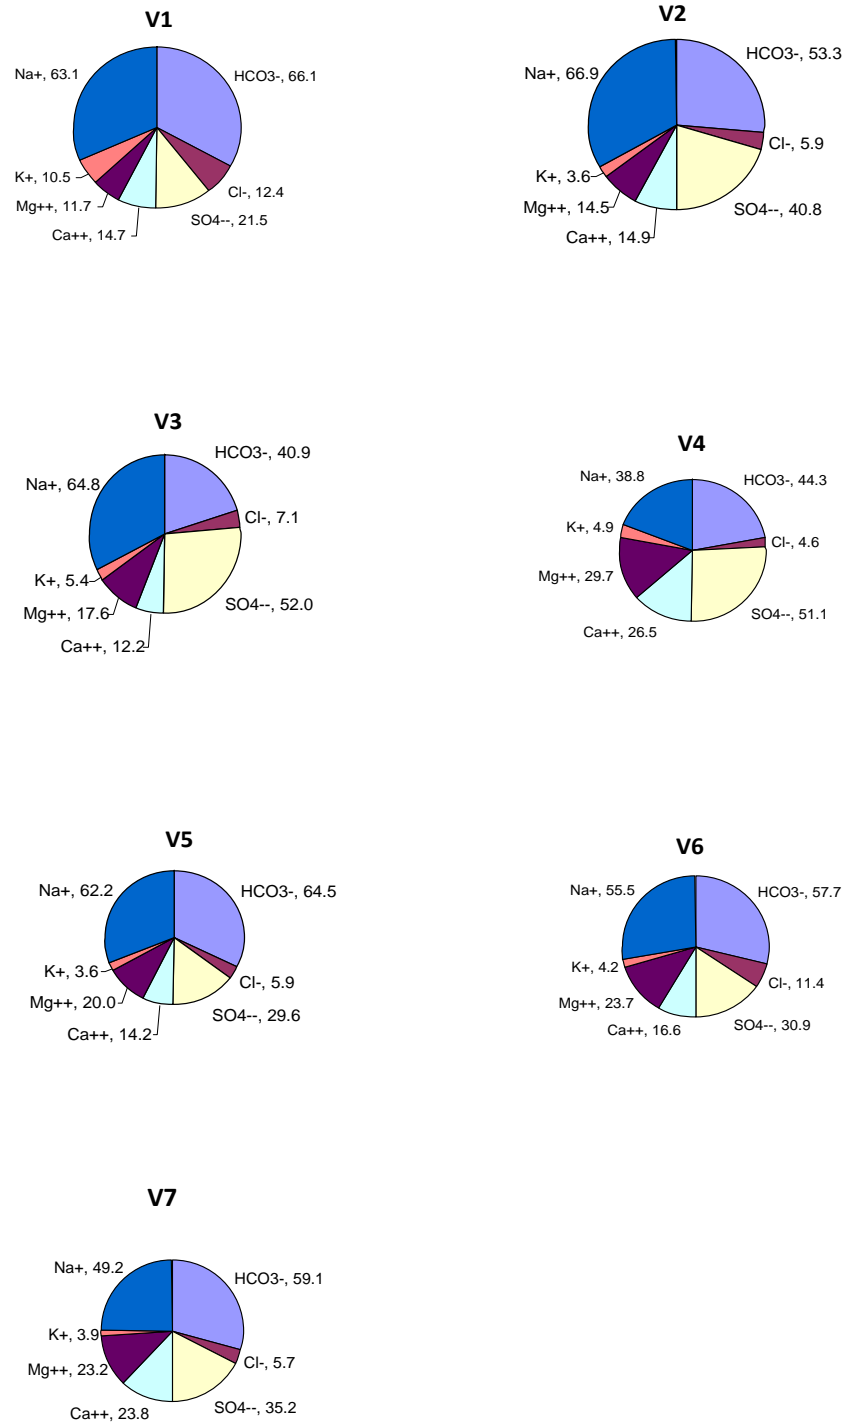 V1
Na+, 63.1
HCO3-, 66.1
K+, 10.5
Mg++, 11.7
Ca++, 14.7
SO4--, 21.5
Cl-, 12.4
V2
Na+, 66.9
HCO3-, 53.3
Cl-, 5.9
K+, 3.6
Mg++, 14.5
Ca++, 14.9
SO4--, 40.8
V3
Na+, 64.8
HCO3-, 40.9
Cl-, 7.1
K+, 5.4
Mg++, 17.6
Ca++, 12.2
SO4--, 52.0
V4
Na+, 38.8
HCO3-, 44.3
K+, 4.9
Cl-, 4.6
Mg++, 29.7
Ca++, 26.5
SO4--, 51.1
V5
Na+, 62.2
HCO3-, 64.5
K+, 3.6
Cl-, 5.9
Mg++, 20.0
Ca++, 14.2
SO4--, 29.6
V6
Na+, 55.5
HCO3-, 57.7
K+, 4.2
Cl-, 11.4
Mg++, 23.7
Ca++, 16.6
SO4--, 30.9
V7
Na+, 49.2
HCO3-, 59.1
K+, 3.9
Cl-, 5.7
Mg++, 23.2
Ca++, 23.8
SO4--, 35.2